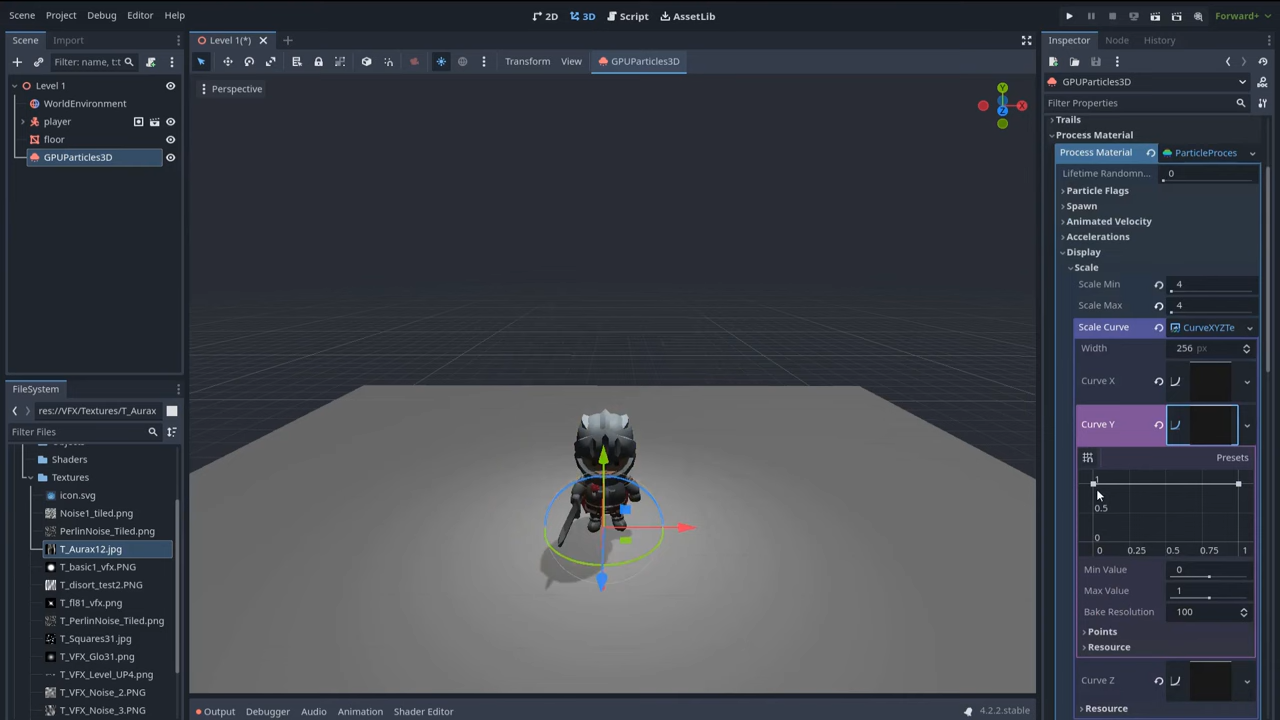 Scene Project Debug Editor Help
2D 3D Script AssetLib
Forward+
Scene Import
Filter: name, t:t
Level 1
WorldEnvironment
player
floor
GPUParticles3D
FileSystem
res://VFX/Textures/T_Aurax
Filter Files
Shaders
Textures
icon.svg
Noise1_tiled.png
PerlinNoise_Tiled.png
T_Aurax12.jpg
T_basic1_vfx.PNG
T_disort_test2.PNG
T_fl81_vfx.png
T_PerlinNoise_Tiled.png
T_Squares31.jpg
T_VFX_Glo31.png
T_VFX_Level_UP4.png
T_VFX_Noise_2.PNG
T_VFX_Noise_3.PNG
Level 1(*)
Transform View GPUParticles3D
Perspective
Y
X
Z
Output Debugger Audio Animation Shader Editor
4.2.2.stable
Inspector Node History
GPUParticles3D
Filter Properties
Trails
Process Material
Process Material ParticleProces
Lifetime Randomn... 0
Particle Flags
Spawn
Animated Velocity
Accelerations
Display
Scale
Scale Min 4
Scale Max 4
Scale Curve CurveXYZTe
Width 256 px
Curve X
Curve Y
Presets
1
0.5
0
0 0.25 0.5 0.75 1
Min Value 0
Max Value 1
Bake Resolution 100
Points
Resource
Curve Z
Resource